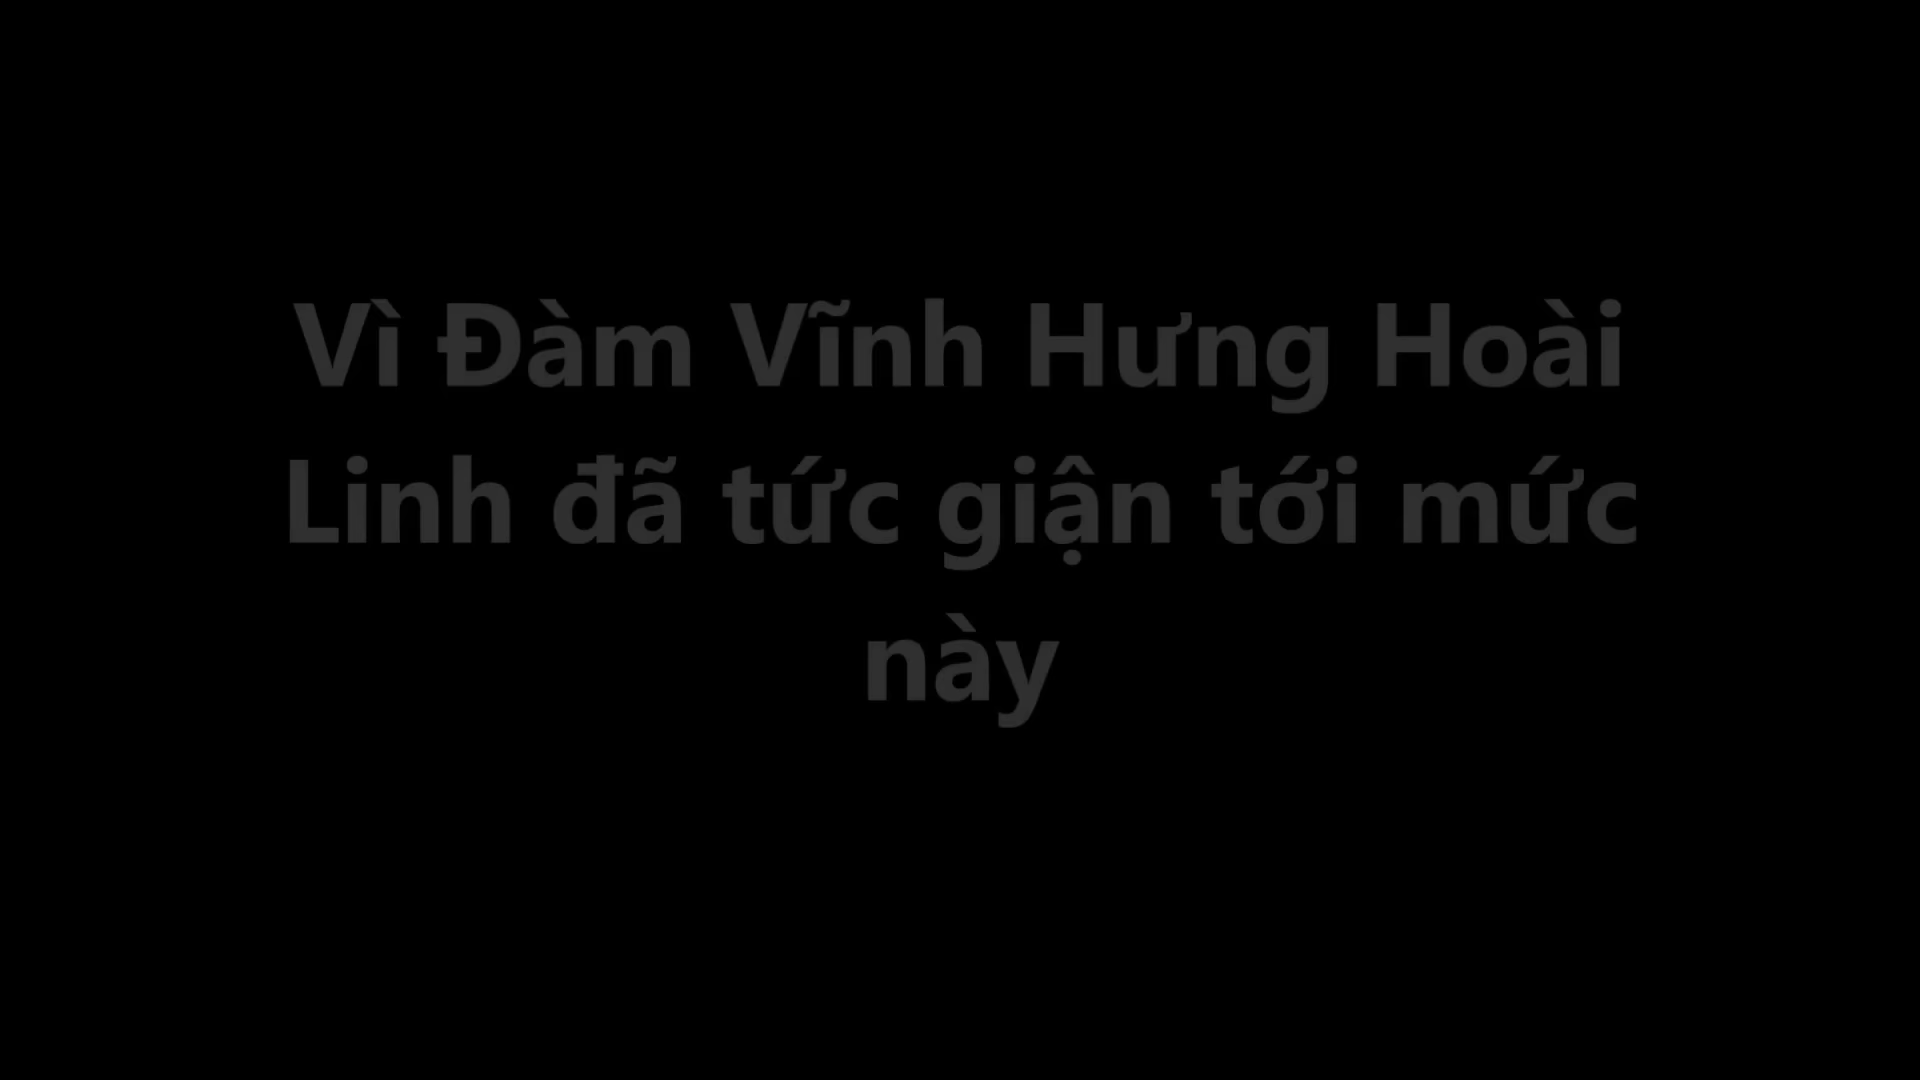 Vì Đàm Vĩnh Hưng Hoài
Linh đã tức giận tới mức
này